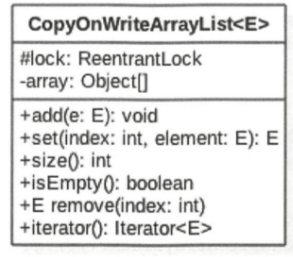 CopyOnWriteArrayList<E>
#lock: ReentrantLock
-array: Object[]
+add(e: E): void
+set(index: int, element: E): E
+size(): int
+isEmpty(): boolean
+E remove(index: int)
+iterator(): Iterator<E>